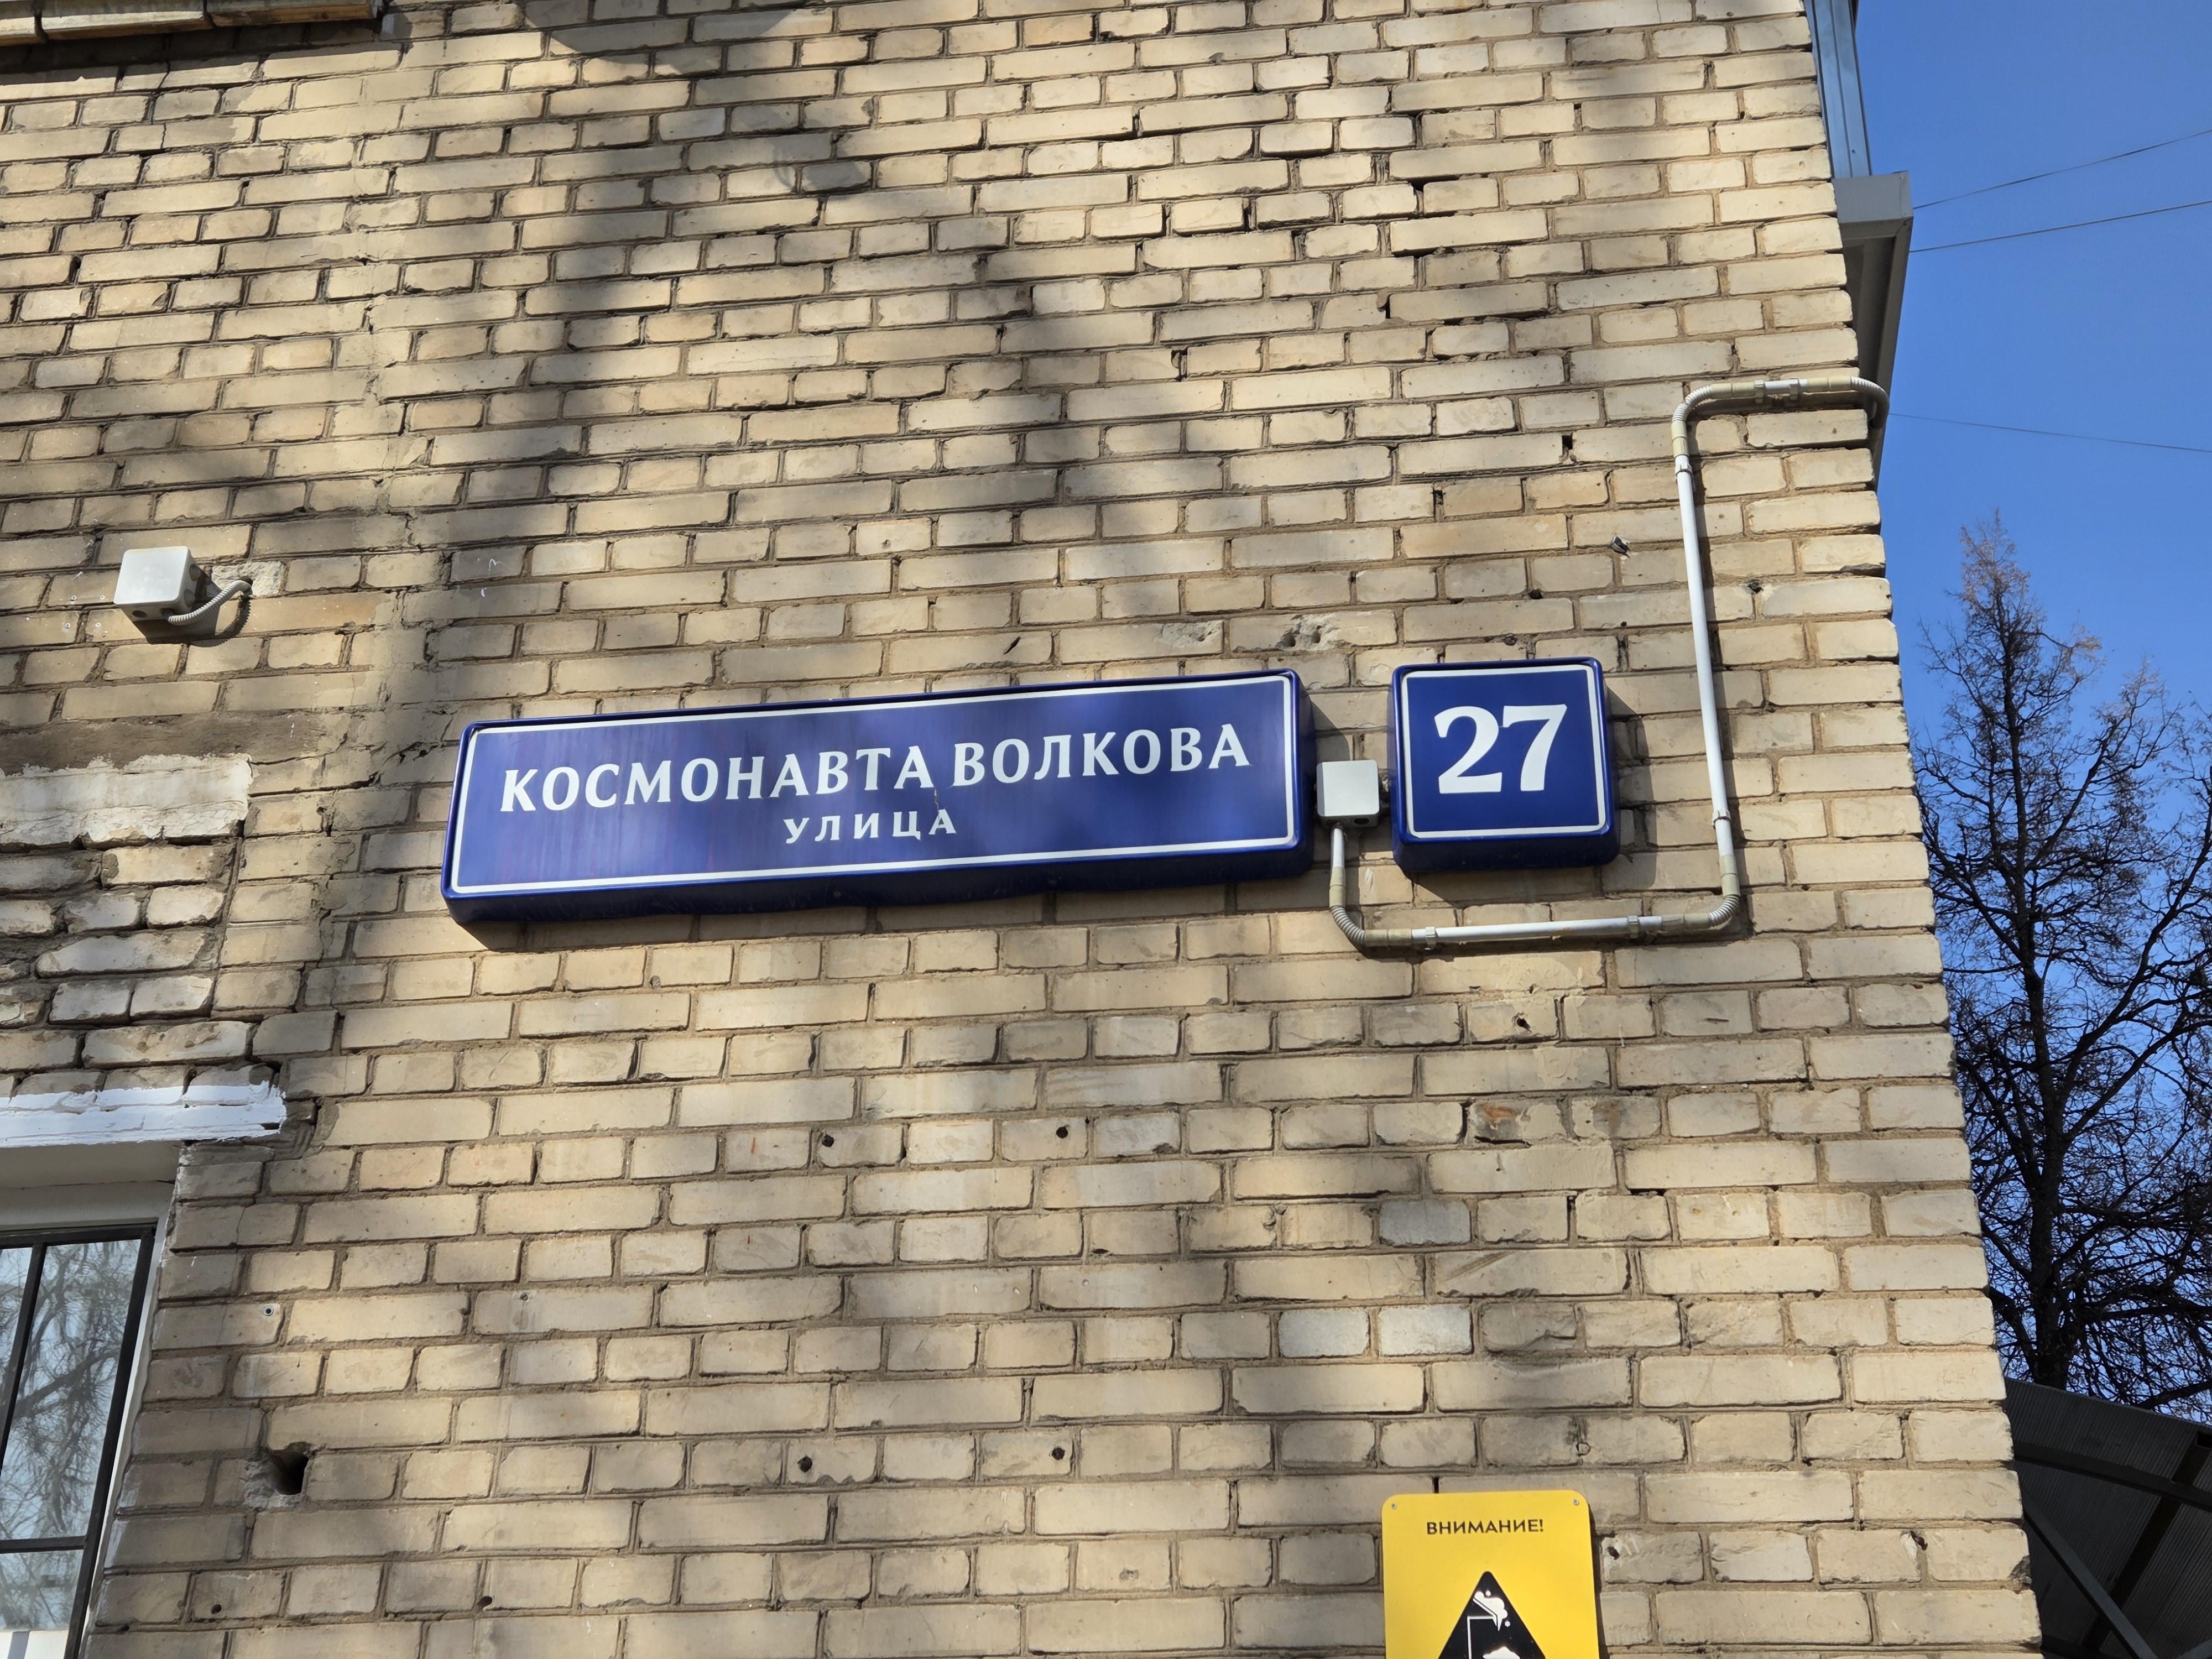 КОСМОНАВТА ВОЛКОВА
УЛИЦА
27
ВНИМАНИЕ!